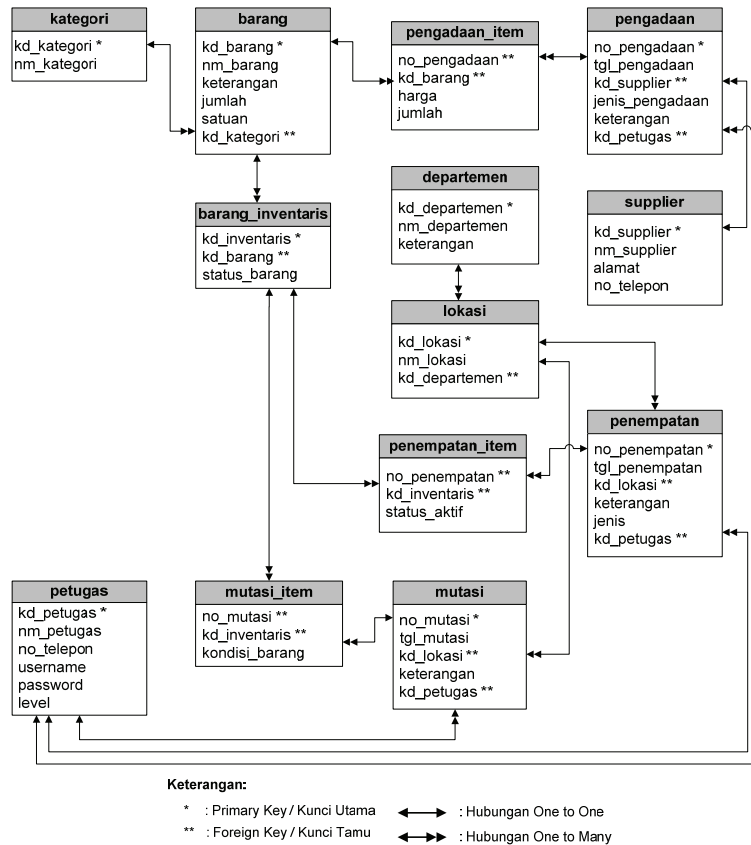 kategori
kd_kategori *
nm_kategori
barang
kd_barang *
nm_barang
keterangan
jumlah
satuan
kd_kategori **
pengadaan_item
no_pengadaan **
kd_barang **
harga
jumlah
pengadaan
no_pengadaan *
tgl_pengadaan
kd_supplier **
jenis_pengadaan
keterangan
kd_petugas **
departemen
kd_departemen *
nm_departemen
keterangan
supplier
kd_supplier *
nm_supplier
alamat
no_telepon
barang_inventaris
kd_inventaris *
kd_barang **
status_barang
lokasi
kd_lokasi *
nm_lokasi
kd_departemen **
penempatan
no_penempatan *
tgl_penempatan
kd_lokasi **
keterangan
jenis
kd_petugas **
penempatan_item
no_penempatan **
kd_inventaris **
status_aktif
petugas
kd_petugas *
nm_petugas
no_telepon
username
password
level
mutasi_item
no_mutasi **
kd_inventaris **
kondisi_barang
mutasi
no_mutasi *
tgl_mutasi
kd_lokasi **
keterangan
kd_petugas **
Keterangan:
* : Primary Key / Kunci Utama
: Hubungan One to One
** : Foreign Key / Kunci Tamu
: Hubungan One to Many